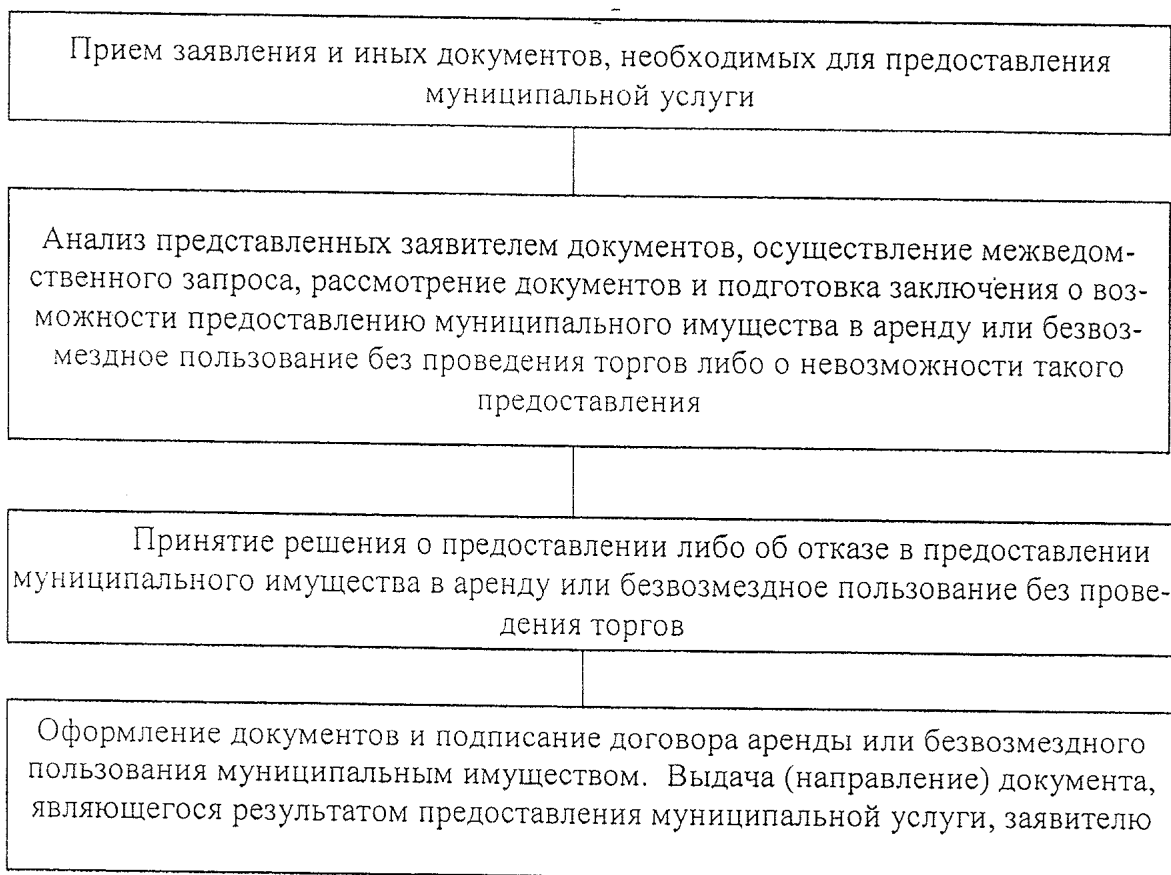 Прием заявления и иных документов, необходимых для предоставления
муниципальной услуги
Анализ представленных заявителем документов, осуществление межведом-
ственного запроса, рассмотрение документов и подготовка заключения о воз-
можности предоставлению муниципального имущества в аренду или безвоз-
мездное пользование без проведения торгов либо о невозможности такого
предоставления
Принятие решения о предоставлении либо об отказе в предоставлении
муниципального имущества в аренду или безвозмездное пользование без прове-
дения торгов
Оформление документов и подписание договора аренды или безвозмездного
пользования муниципальным имуществом. Выдача (направление) документа,
являющегося результатом предоставления муниципальной услуги, заявителю